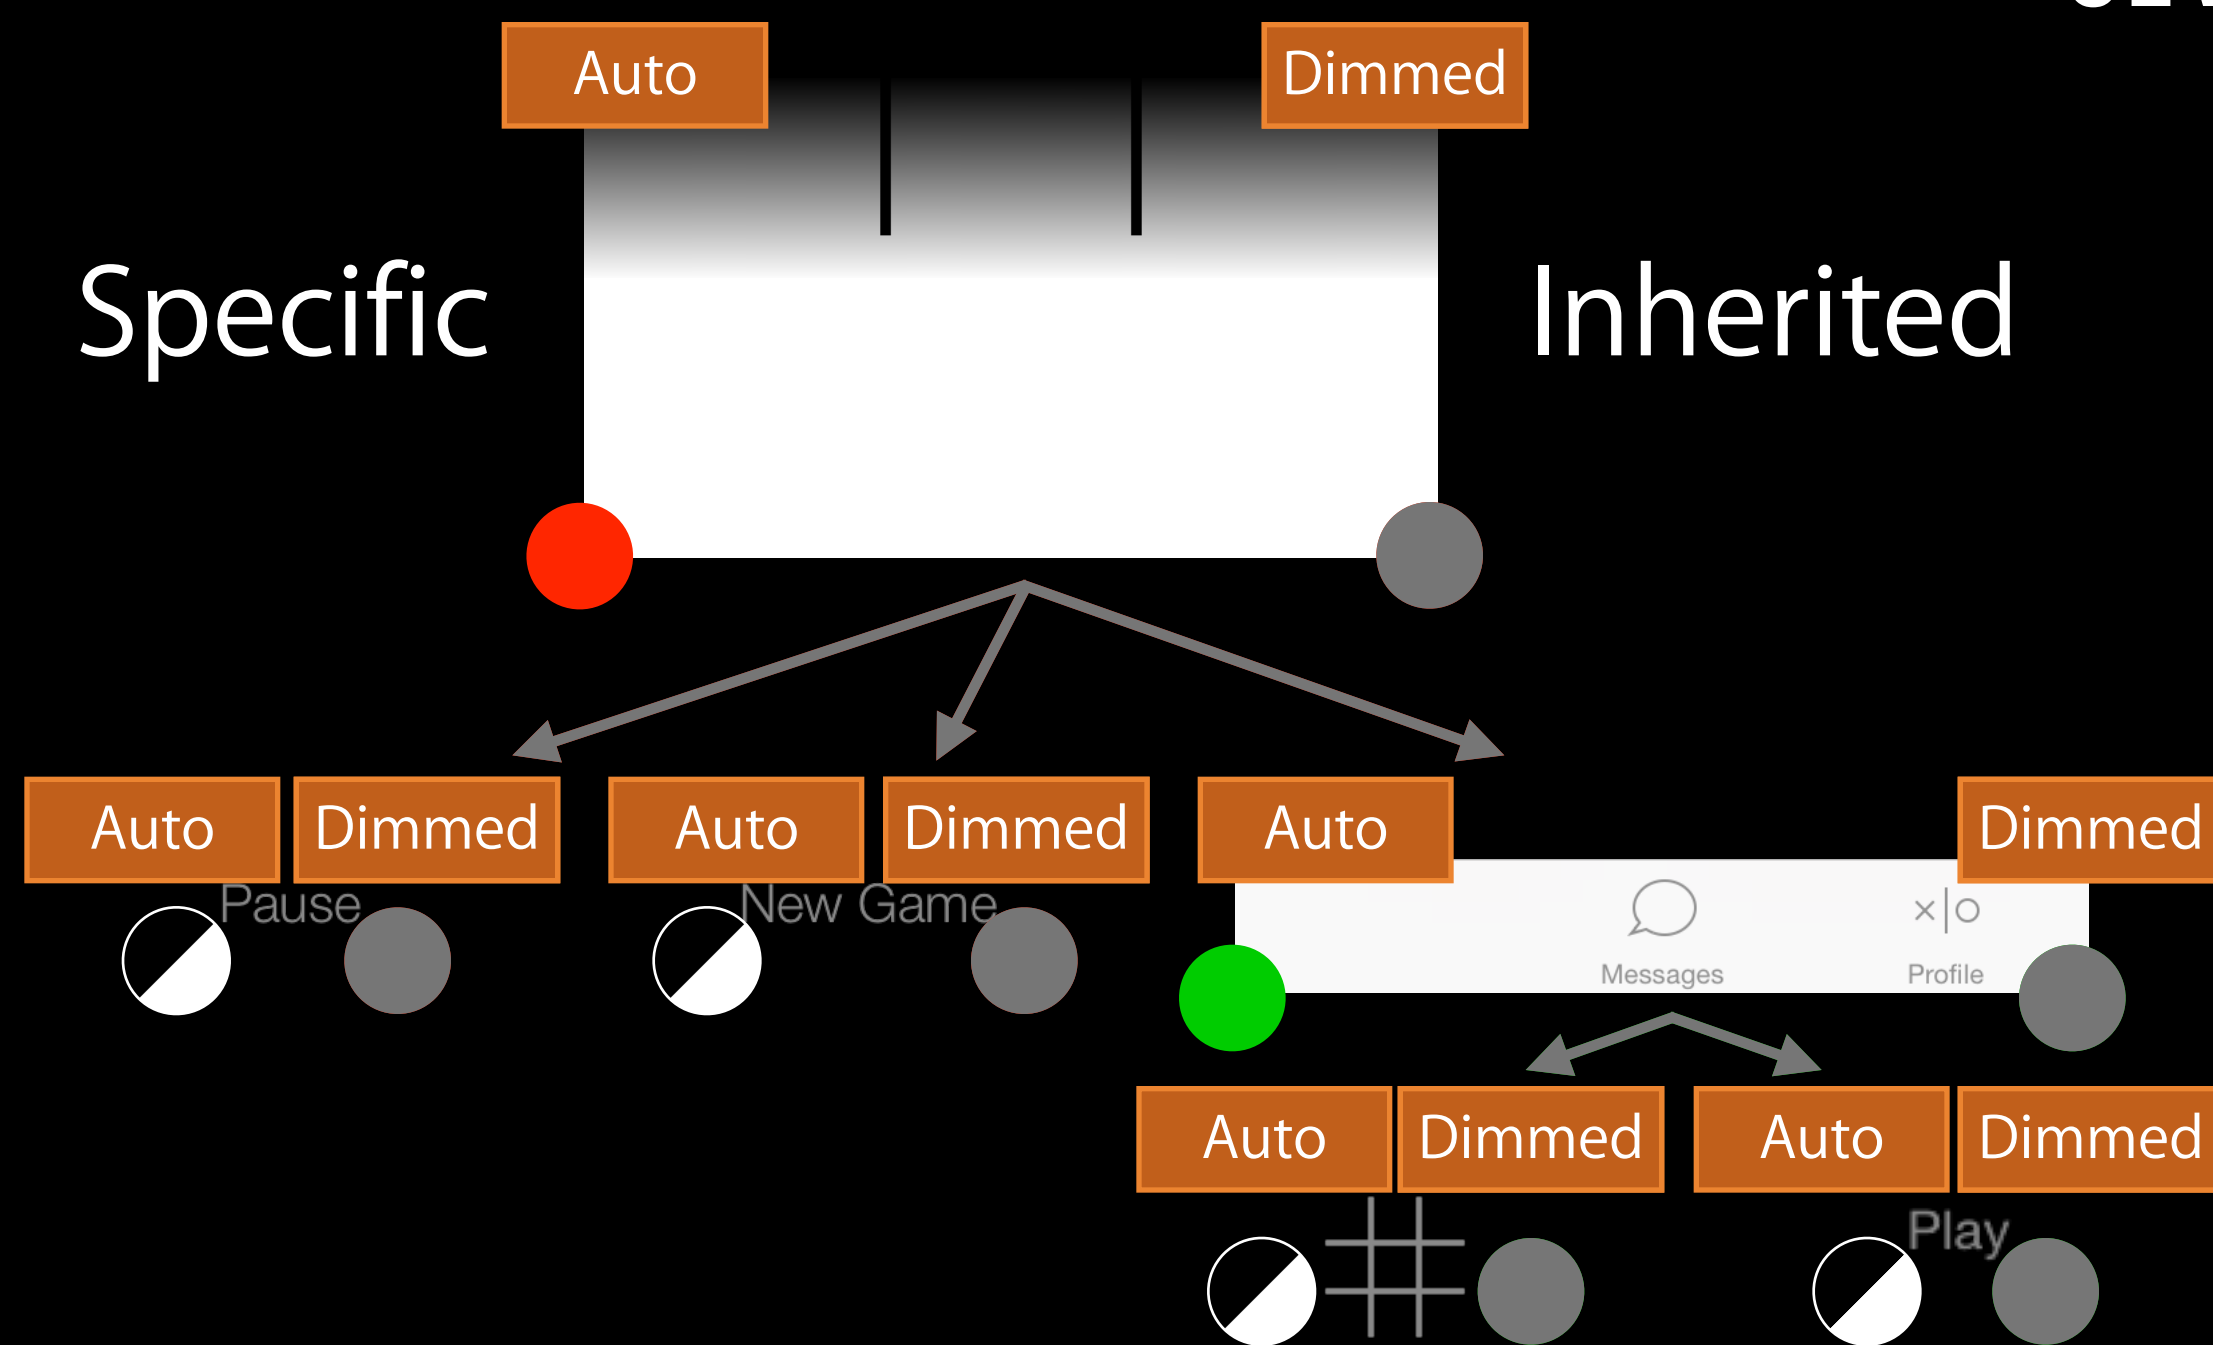 Auto
Dimmed
Specific
Inherited
Auto
Dimmed
Auto
Dimmed
Auto
Dimmed
Pause
New Game
×|○
Messages
Profile
Auto
Dimmed
Auto
Dimmed
Play